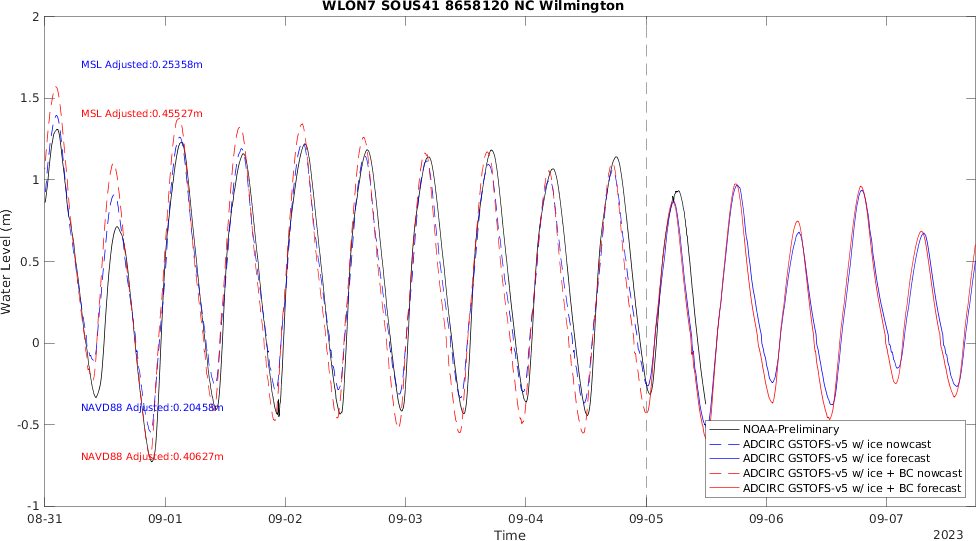 WLON7 SOUS41 8658120 NC Wilmington
2
1.5
1
0.5
0
-0.5
-1
Water Level (m)
MSL Adjusted:0.25358m
MSL Adjusted:0.45527m
NAVD88 Adjusted:0.20458m
NAVD88 Adjusted:0.40627m
NOAA-Preliminary
ADCIRC GSTOFS-v5 w/ ice nowcast
ADCIRC GSTOFS-v5 w/ ice forecast
ADCIRC GSTOFS-v5 w/ ice + BC nowcast
ADCIRC GSTOFS-v5 w/ ice + BC forecast
08-31 09-01 09-02 09-03 09-04 09-05 09-06 09-07
Time
2023